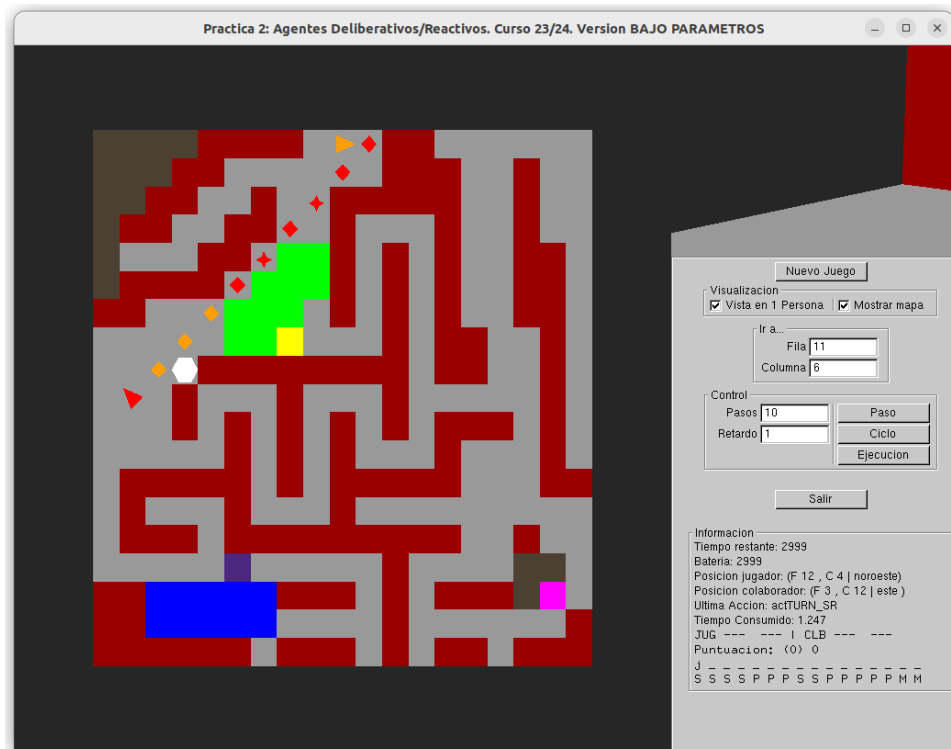 Practica 2: Agentes Deliberativos/Reactivos. Curso 23/24. Version BAJO PARAMETROS
Nuevo Juego
Visualizacion
Vista en 1 Persona
Mostrar mapa
Ir a...
Fila 11
Columna 6
Control
Pasos 10 Paso
Retardo 1 Ciclo
Ejecucion
Salir
Informacion
Tiempo restante: 2999
Bateria: 2999
Posicion jugador: (F 12 , C 4 | noroeste)
Posicion colaborador: (F 3 , C 12 | este )
Ultima Accion: actTURN_SR
Tiempo Consumido: 1.247
JUG --- --- | CLB --- ---
Puntuacion: (0) 0
j _ _ _ _ _ _ _ _ _ _ _ _ _ _ _
S S S S P P P S S P P P P P M M